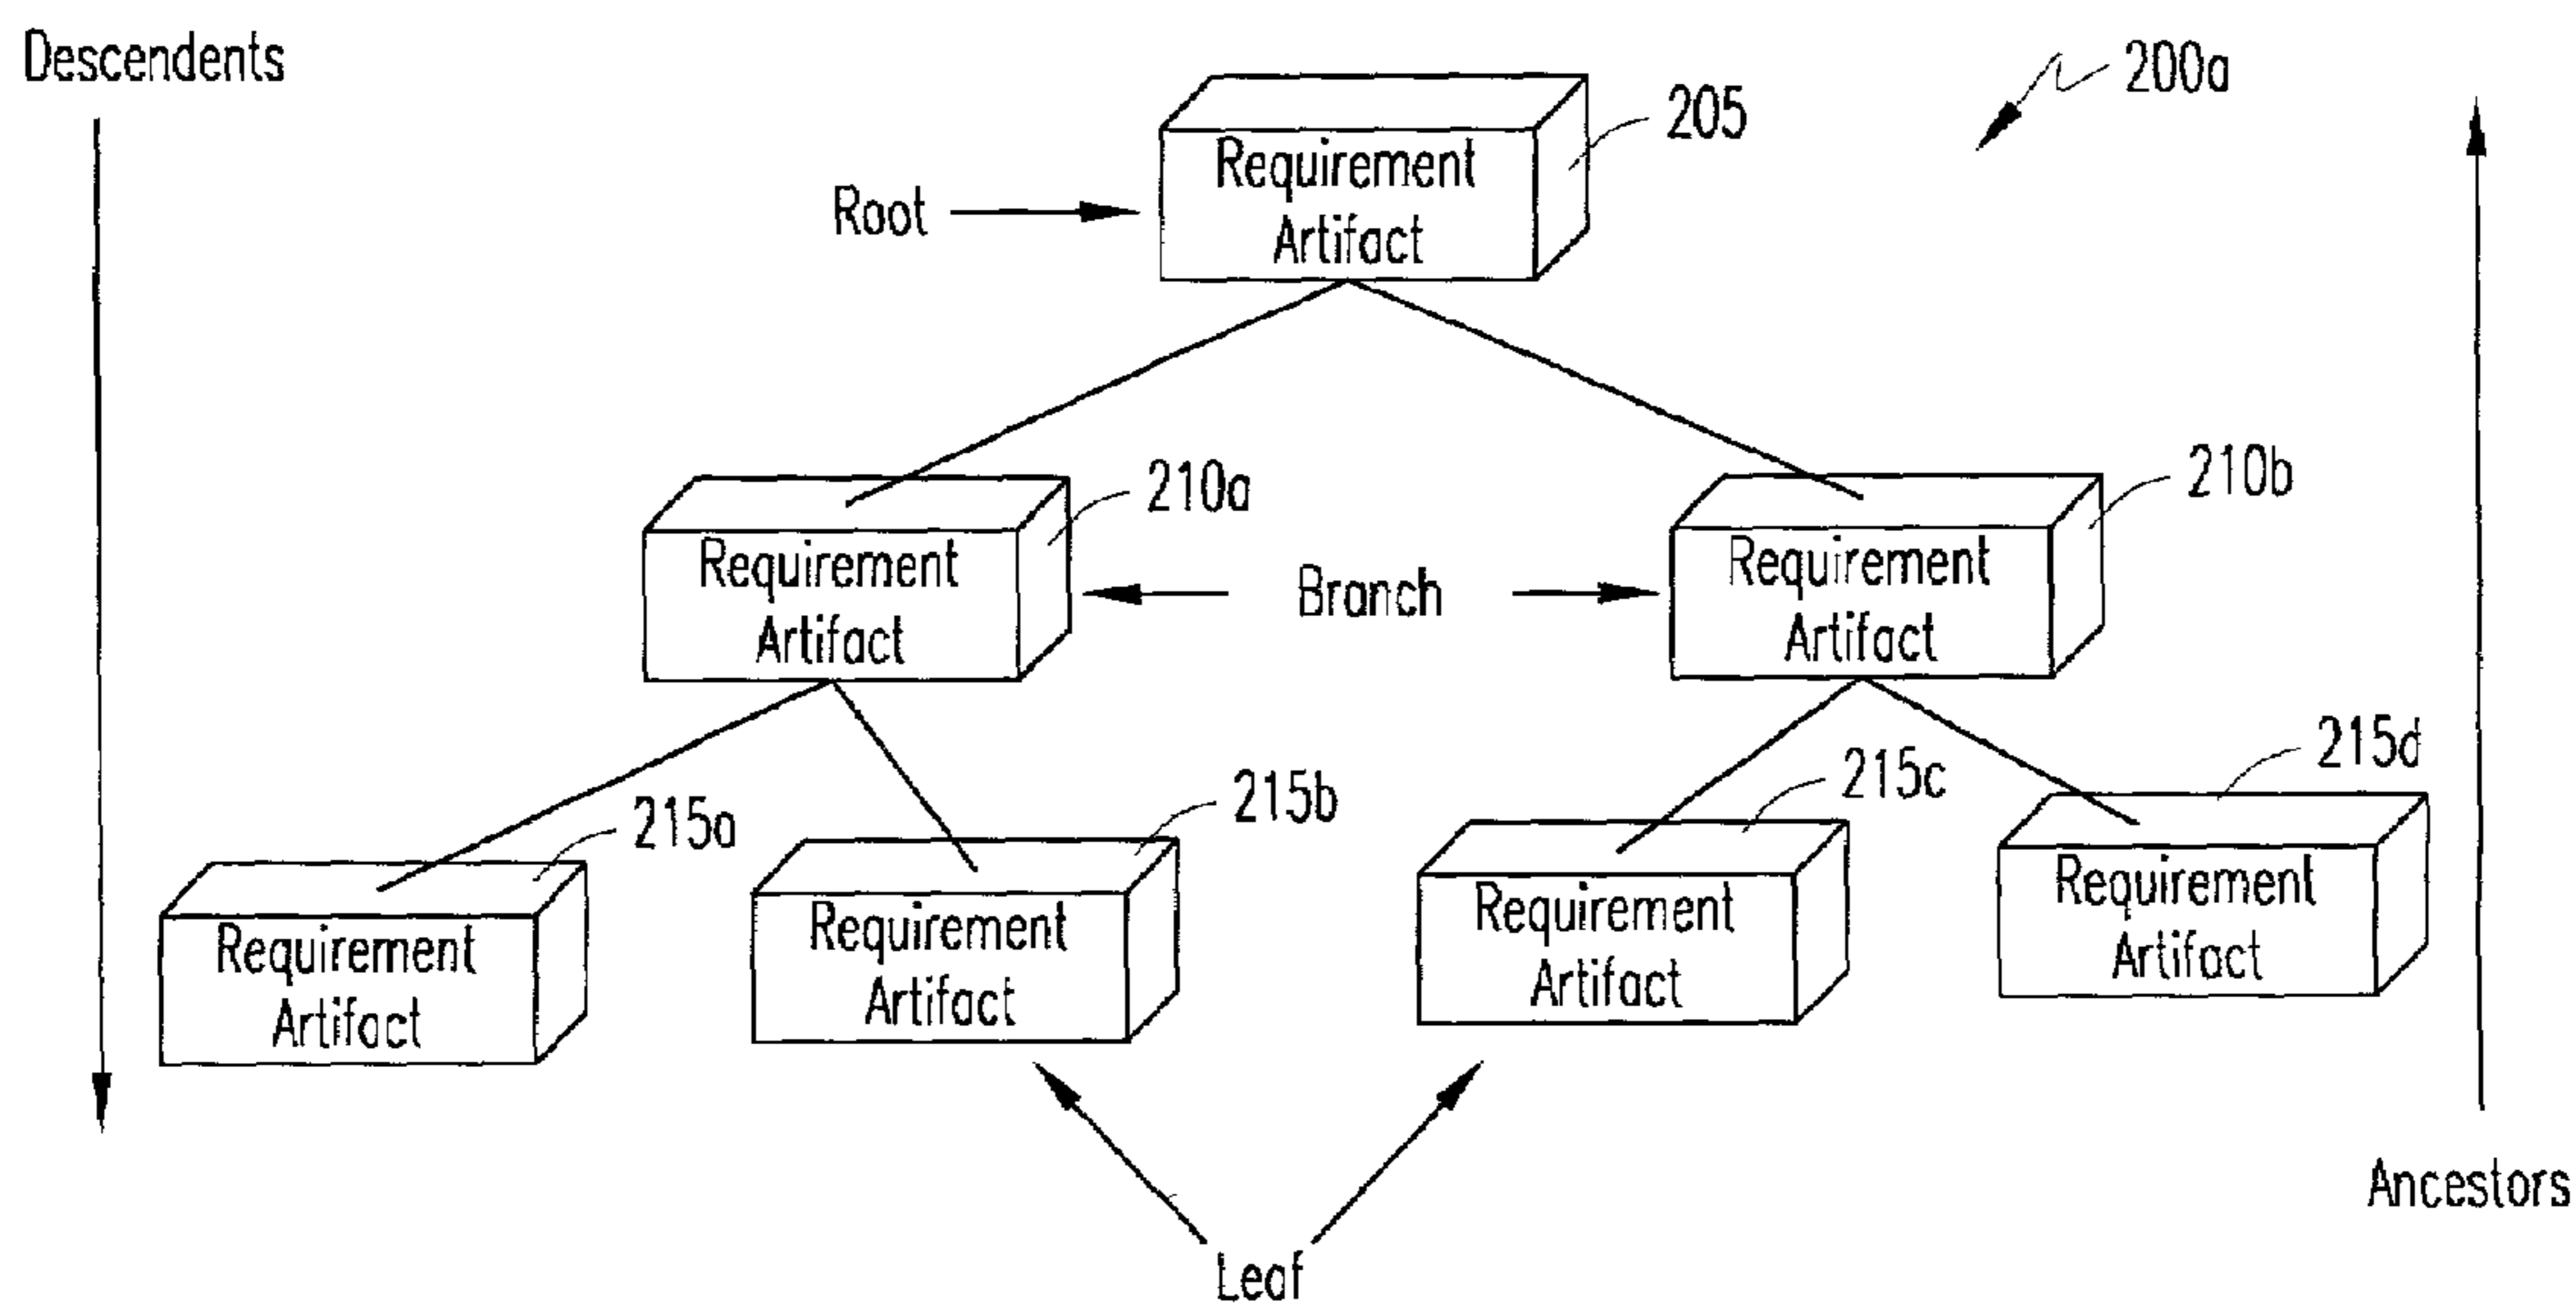 Descendents
200a
205
Requirement
Artifact
Root
210a
210b
Requirement
Artifact
Branch
Requirement
Artifact
215a
215b
215c
215d
Requirement
Artifact
Requirement
Artifact
Requirement
Artifact
Requirement
Artifact
Ancestors
Leaf